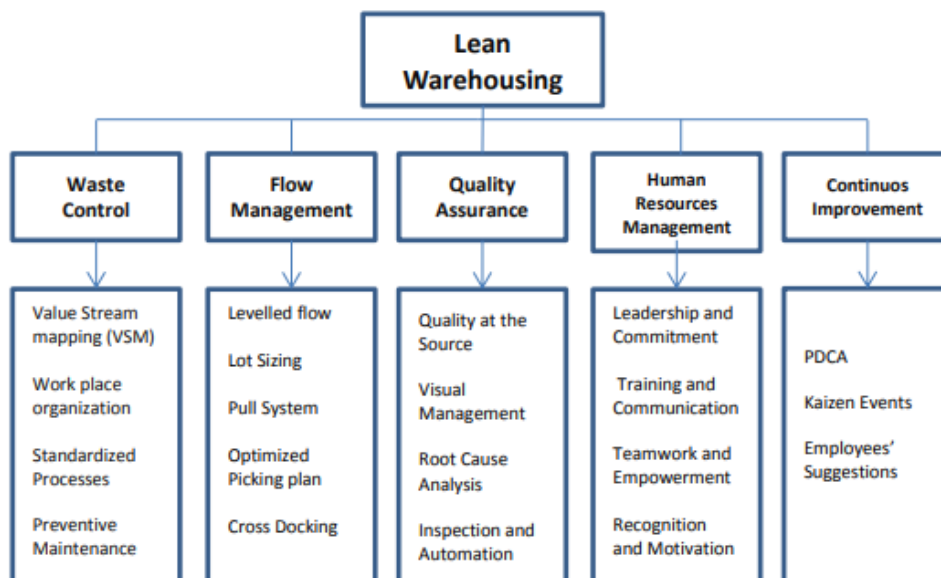 Lean
Warehousing
Waste
Control
Flow
Management
Quality
Assurance
Human
Resources
Management
Continuos
Improvement
Value Stream
mapping (VSM)
Work place
organization
Standardized
Processes
Preventive
Maintenance
Levelled flow
Lot Sizing
Pull System
Optimized
Picking plan
Cross Docking
Quality at the
Source
Visual
Management
Root Cause
Analysis
Inspection and
Automation
Leadership and
Commitment
Training and
Communication
Teamwork and
Empowerment
Recognition
and Motivation
PDCA
Kaizen Events
Employees’
Suggestions